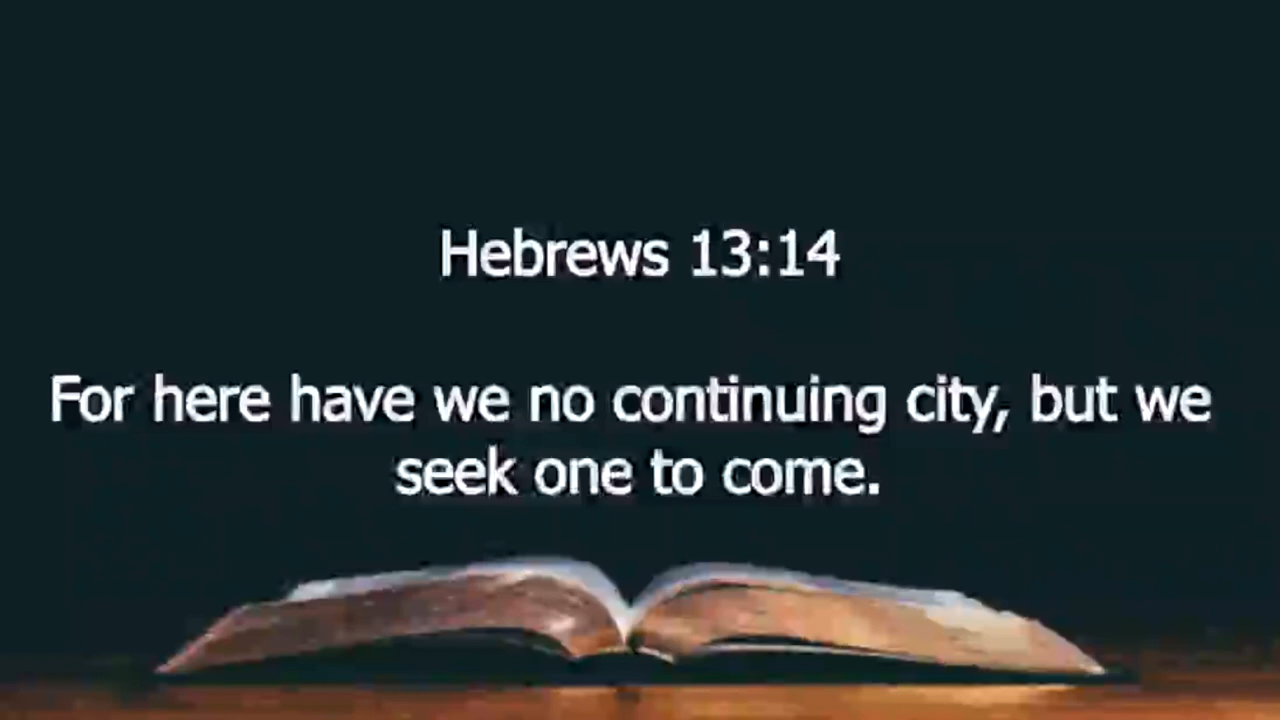 Hebrews 13:14
For here have we no continuing city, but we
seek one to come.